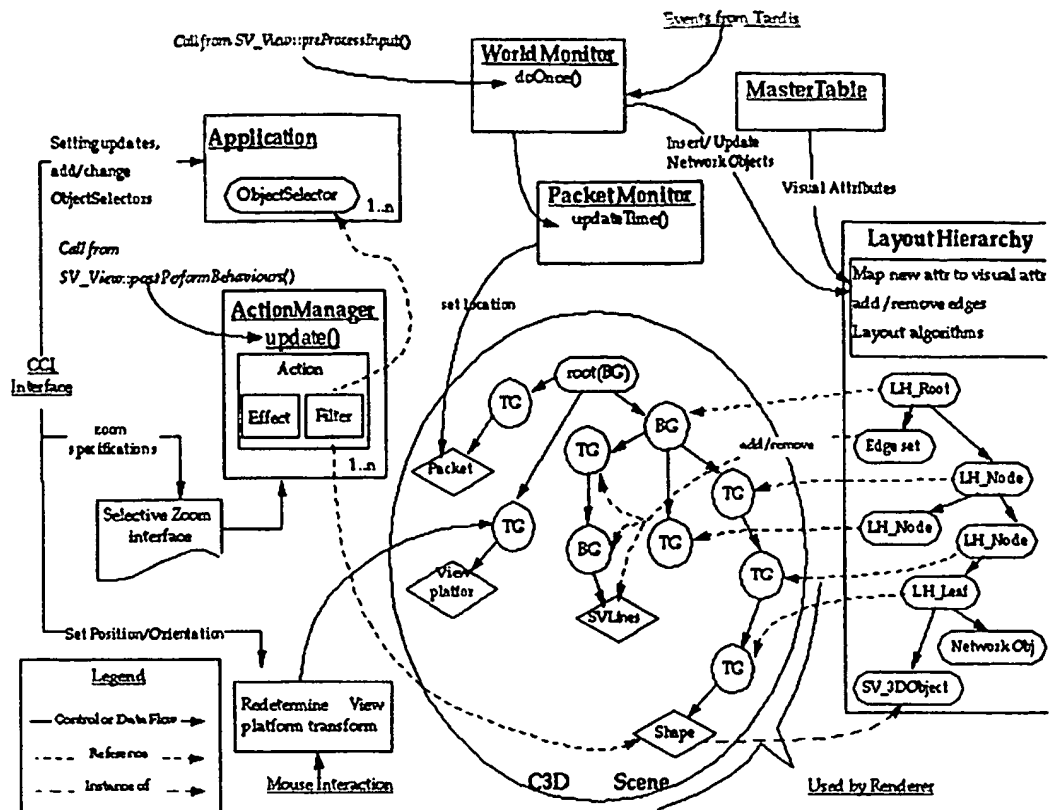 Events from Tardis
Call from SV_View::preProcessInput()
World Monitor
doOnce()
MasterTable
Setting updates,
add/change
ObjectSelectors
Application
ObjectSelector
1..n
Insert/Update
Network Objects
Visual Attributes
PacketMonitor
updateTime()
Call from
SV_View::postPerformBehaviours()
Layout Hierarchy
Map new attr to visual attr
add/remove edges
Layout algorithms
ActionManager
update()
Action
Effect
Filter
1..n
set location
CCI
Interface
zoom
specifications
Selective Zoom
interface
root(BG)
TG
BG
TG
Packet
add/remove
TG
TG
BG
TG
TG
View
platfor
SVLines
TG
Shape
LH_Root
Edge set
LH_Node
LH_Node
LH_Node
LH_Leaf
Network Obj
SV_3DObject
Set Position/Orientation
Legend
Control or Data Flow
Reference
Instance of
Redetermine View
platform transform
Mouse Interaction
C3D Scene
Used by Renderer